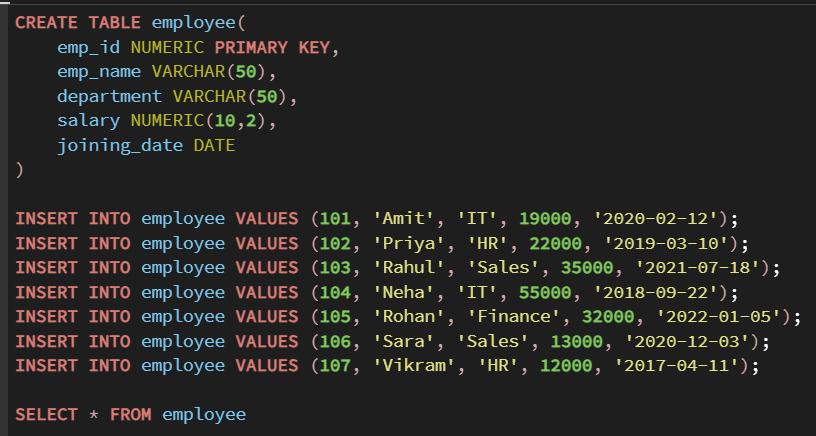 CREATE TABLE employee(
    emp_id NUMERIC PRIMARY KEY,
    emp_name VARCHAR(50),
    department VARCHAR(50),
    salary NUMERIC(10,2),
    joining_date DATE
)
INSERT INTO employee VALUES (101, 'Amit', 'IT', 19000, '2020-02-12');
INSERT INTO employee VALUES (102, 'Priya', 'HR', 22000, '2019-03-10');
INSERT INTO employee VALUES (103, 'Rahul', 'Sales', 35000, '2021-07-18');
INSERT INTO employee VALUES (104, 'Neha', 'IT', 55000, '2018-09-22');
INSERT INTO employee VALUES (105, 'Rohan', 'Finance', 32000, '2022-01-05');
INSERT INTO employee VALUES (106, 'Sara', 'Sales', 13000, '2020-12-03');
INSERT INTO employee VALUES (107, 'Vikram', 'HR', 12000, '2017-04-11');
SELECT * FROM employee